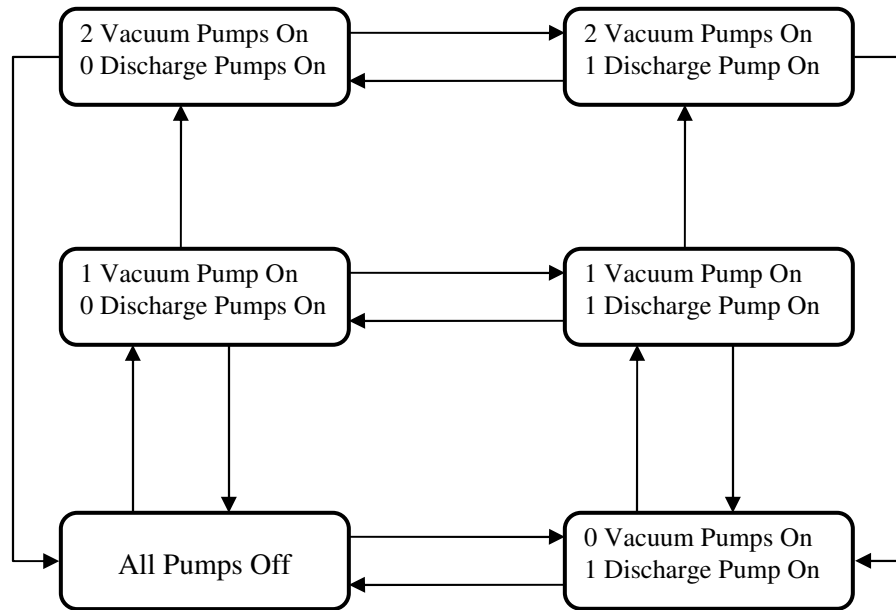 2 Vacuum Pumps On
0 Discharge Pumps On
2 Vacuum Pumps On
1 Discharge Pump On
1 Vacuum Pump On
0 Discharge Pumps On
1 Vacuum Pump On
1 Discharge Pump On
All Pumps Off
0 Vacuum Pumps On
1 Discharge Pump On